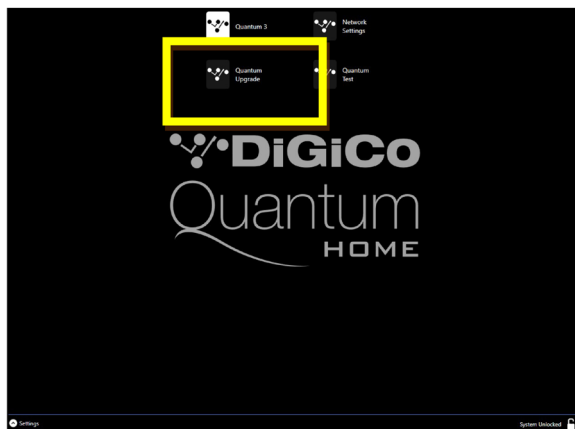 Quantum 3
Network
Settings
Quantum
Upgrade
Quantum
Test
DiGiCo
Quantum
HOME
Settings
System Unlocked